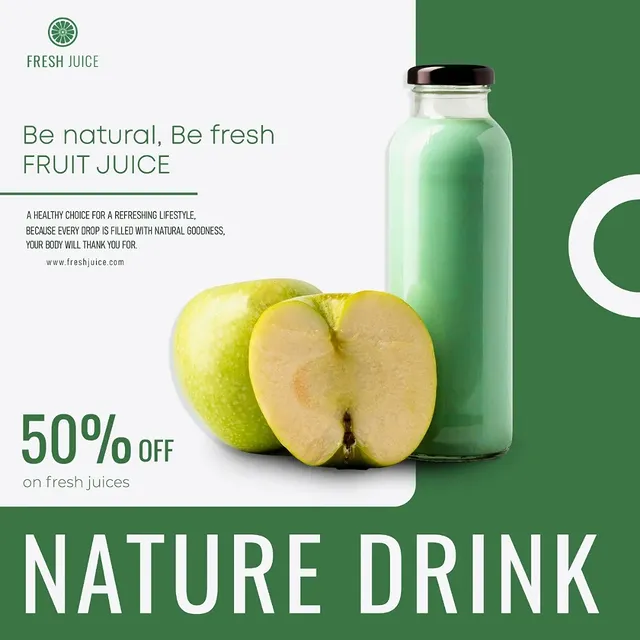 FRESH JUICE
Be natural, Be fresh
FRUIT JUICE
A HEALTHY CHOICE FOR A REFRESHING LIFESTYLE,
BECAUSE EVERY DROP IS FILLED WITH NATURAL GOODNESS,
YOUR BODY WILL THANK YOU FOR.
www.freshjuice.com
50% OFF
on fresh juices
NATURE DRINK